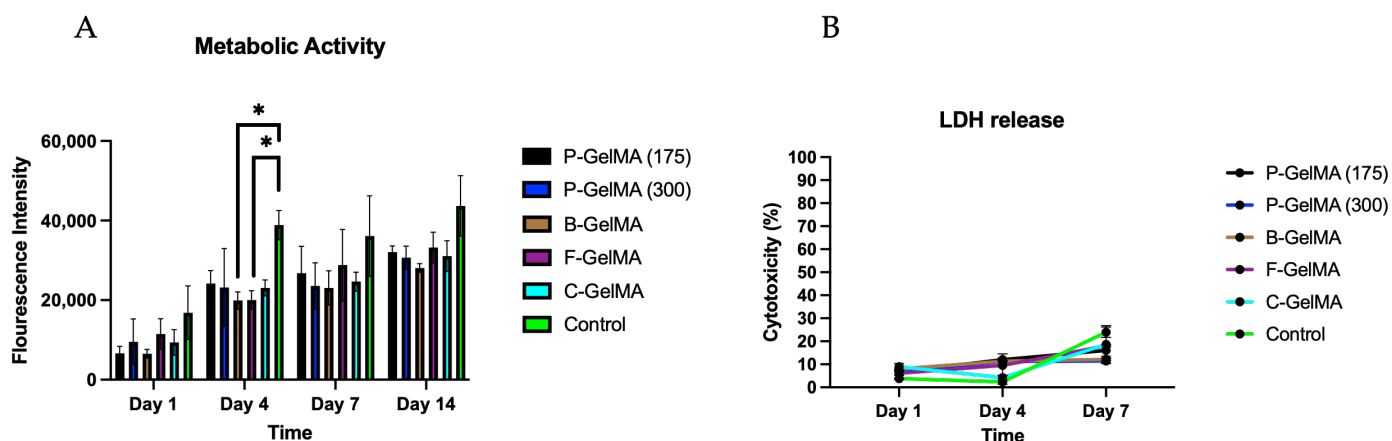 A
Metabolic Activity
*
*
Flourescence Intensity
60,000
40,000
20,000
0
Day 1
Day 4
Day 7
Day 14
Time
P-GelMA (175)
P-GelMA (300)
B-GelMA
F-GelMA
C-GelMA
Control
B
LDH release
Cytotoxicity (%)
100
90
80
70
60
50
40
30
20
10
0
Day 1
Day 4
Day 7
Time
P-GelMA (175)
P-GelMA (300)
B-GelMA
F-GelMA
C-GelMA
Control